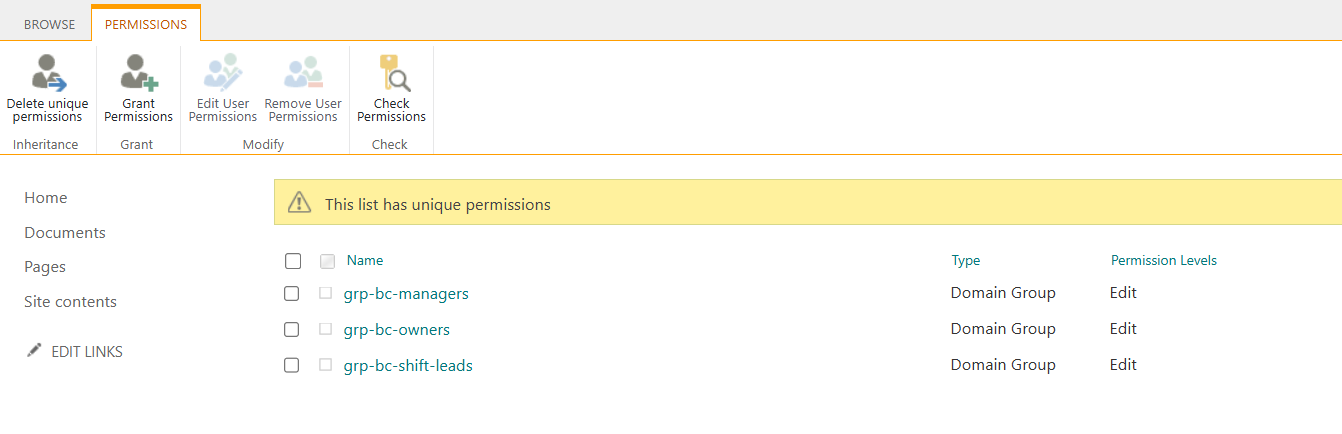 BROWSE PERMISSIONS
Delete unique permissions
Grant Permissions
Edit User Permissions
Remove User Permissions
Check Permissions
Inheritance Grant Modify Check
Home
Documents
Pages
Site contents
EDIT LINKS
This list has unique permissions
Name Type Permission Levels
grp-bc-managers Domain Group Edit
grp-bc-owners Domain Group Edit
grp-bc-shift-leads Domain Group Edit